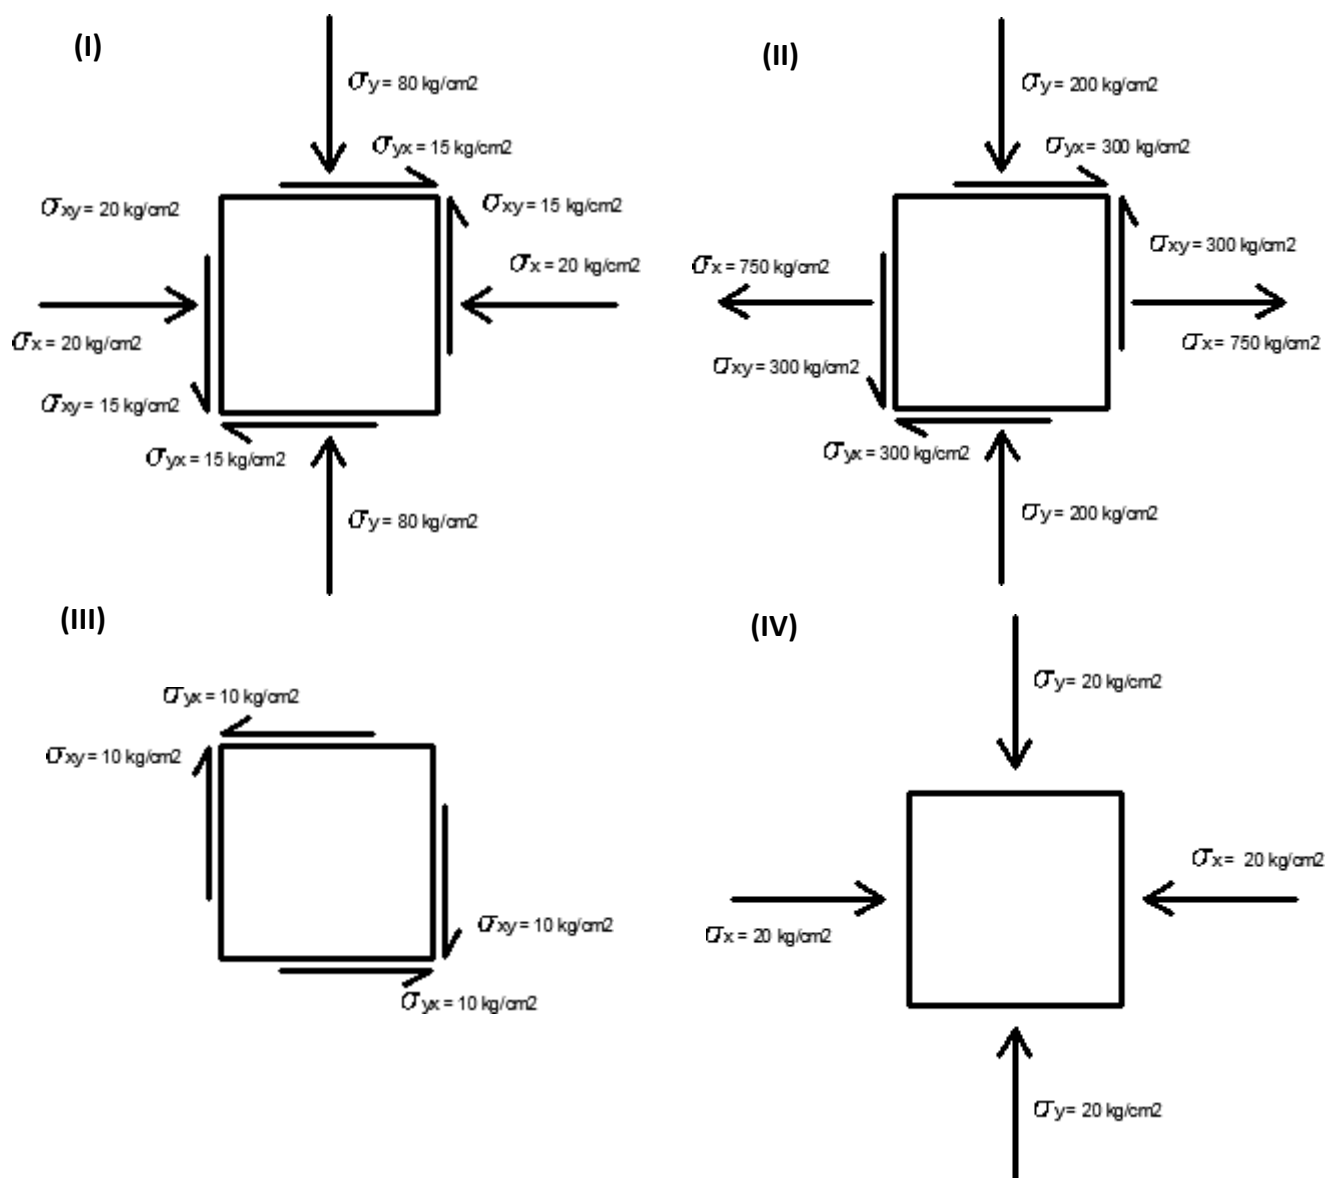 (I)
σy = 80 kg/cm2
σyx = 15 kg/cm2
σxy = 20 kg/cm2
σxy = 15 kg/cm2
σx = 20 kg/cm2
σx = 20 kg/cm2
σxy = 15 kg/cm2
σyx = 15 kg/cm2
σy = 80 kg/cm2
(II)
σy = 200 kg/cm2
σyx = 300 kg/cm2
σxy = 300 kg/cm2
σx = 750 kg/cm2
σx = 750 kg/cm2
σxy = 300 kg/cm2
σyx = 300 kg/cm2
σy = 200 kg/cm2
(III)
σyx = 10 kg/cm2
σxy = 10 kg/cm2
σxy = 10 kg/cm2
σyx = 10 kg/cm2
(IV)
σy = 20 kg/cm2
σx = 20 kg/cm2
σx = 20 kg/cm2
σy = 20 kg/cm2